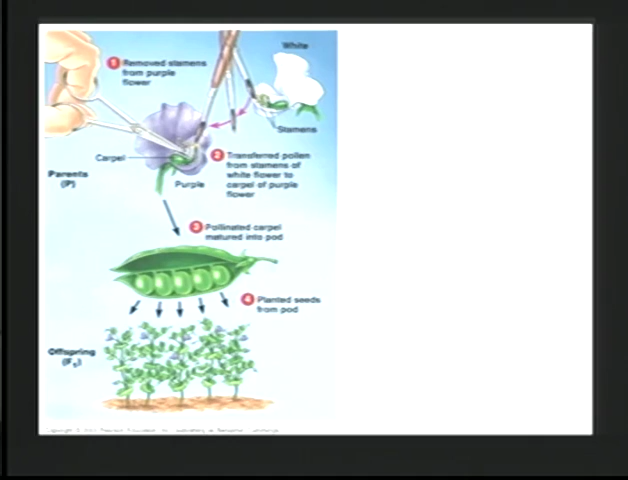 White
1 Removed stamens
from purple
flower
Stamens
Carpel
2 Transferred pollen
from stamens of
white flower to
carpel of purple
flower
Parents
(P)
Purple
3 Pollinated carpel
matured into pod
4 Planted seeds
from pod
Offspring
(F₁)